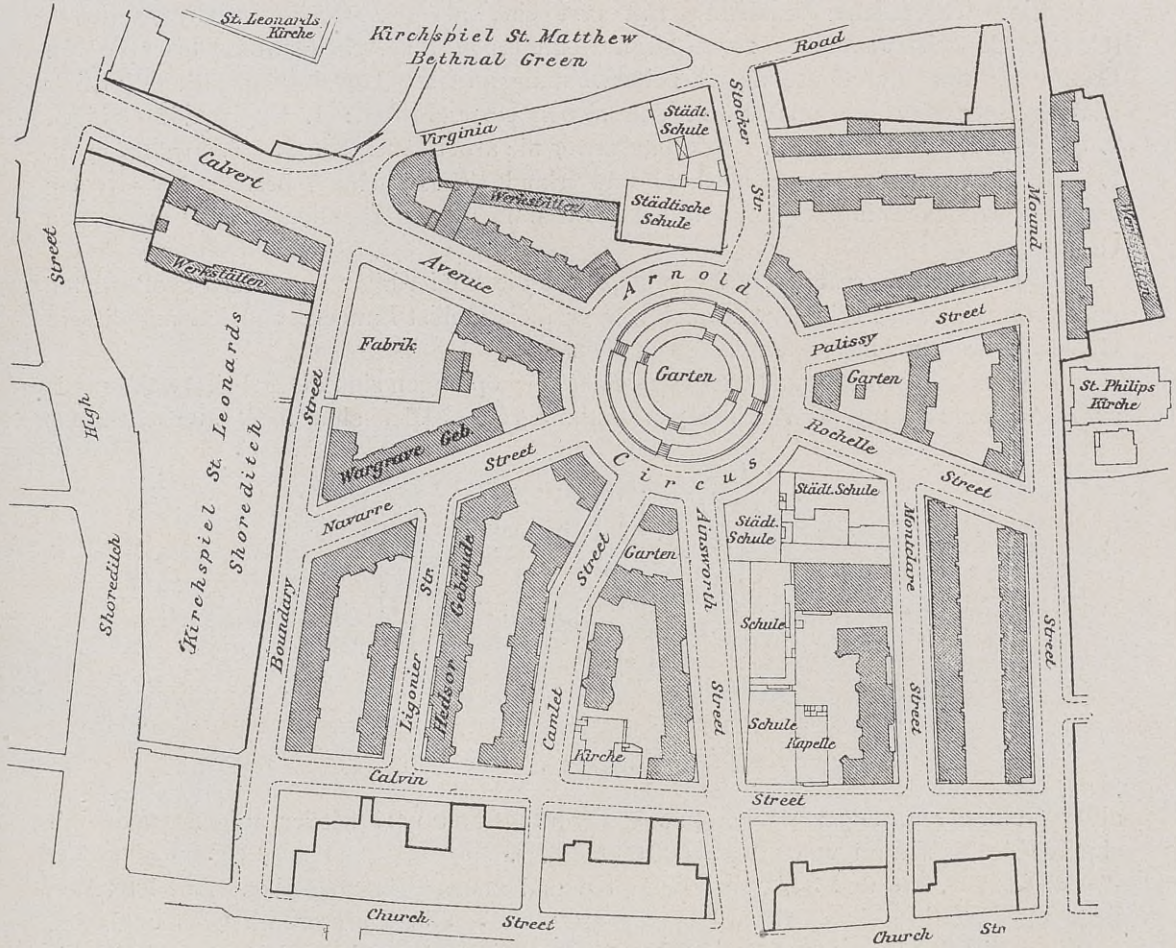 St. Leonards
Kirche
Kirchspiel St. Matthew
Bethnal Green
Road
Virginia
Städt.
Schule
Stocker
Str.
Calvert
Avenue
Werkstätten
Städtische
Schule
Mound
Street
Werkstätten
Street
High
Shoreditch
Werkstätten
Arnold
Circus
Garten
Palissy
Street
Fabrik
Garten
St. Philips
Kirche
Kirchspiel St. Leonards
Shoreditch
Street
Boundary
Wargrave Geb.
Rochelle
Street
Navarre
Street
Städt. Schule
Städt.
Schule
Montclare
Street
Ainsworth
Street
Garten
Street
Camlet
Ligonier
Str.
Hedsor
Gebäude
Schule
Schule
Kapelle
Kirche
Calvin
Street
Church
Street
Church
Str.